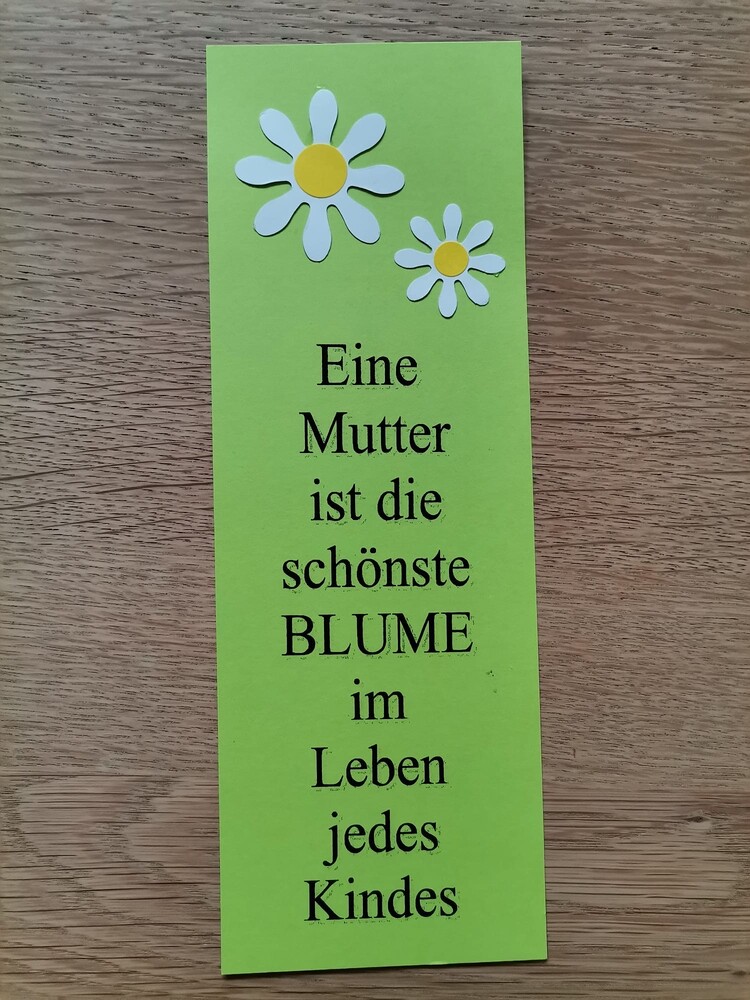 Eine
Mutter
ist die
schönste
BLUME
im
Leben
jedes
Kindes